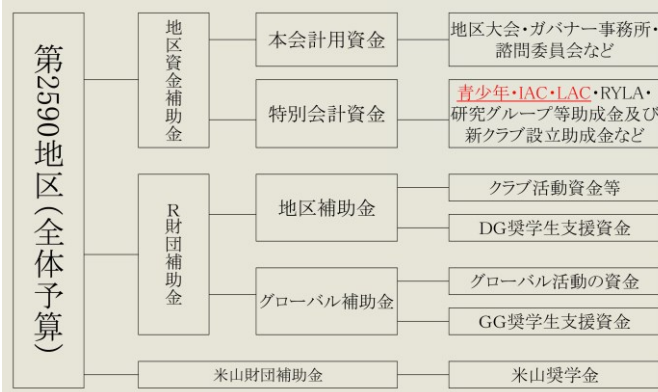 第2590地区(全体予算)
地区資金補助金
本会計用資金
地区大会・ガバナー事務所・
諮問委員会など
特別会計資金
青少年・IAC・LAC・RYLA・
研究グループ等助成金及び
新クラブ設立助成金など
R財団補助金
地区補助金
クラブ活動資金等
DG奨学生支援資金
グローバル補助金
グローバル活動の資金
GG奨学生支援資金
米山財団補助金
米山奨学金